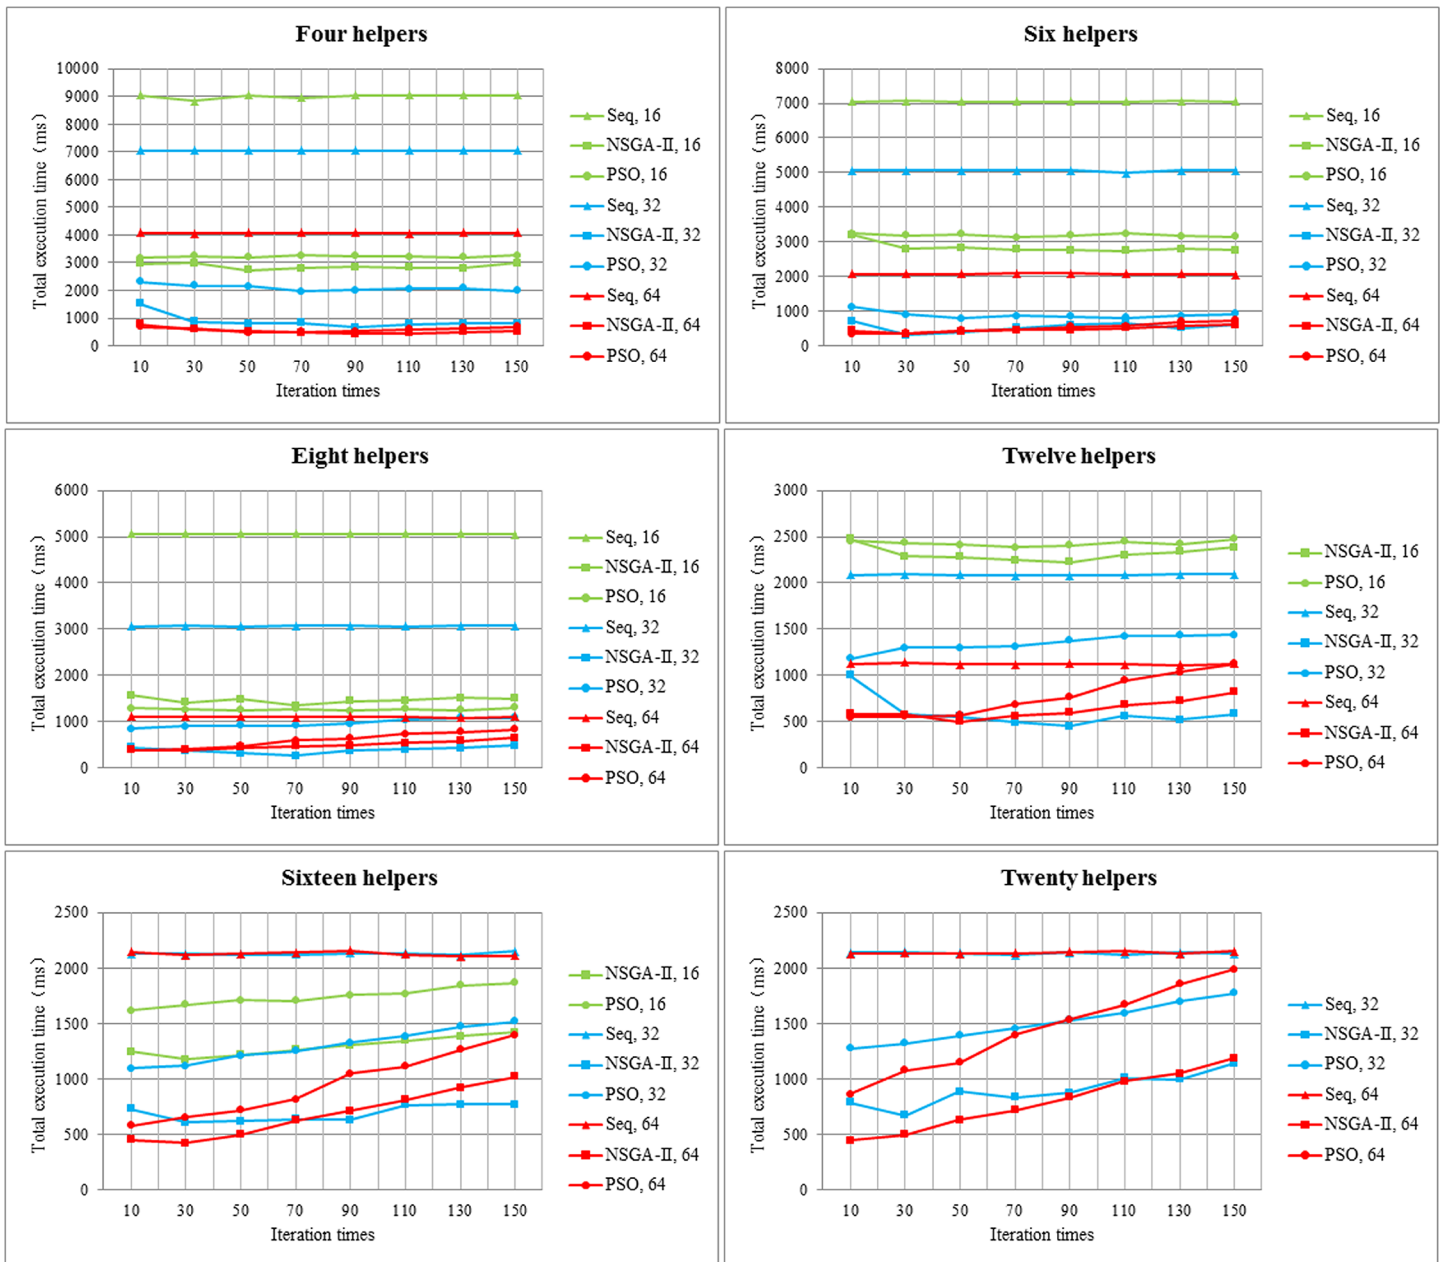 Four helpers
Total execution time (ms)
10000
9000
8000
7000
6000
5000
4000
3000
2000
1000
0
10 30 50 70 90 110 130 150
Iteration times
Seq, 16
NSGA-II, 16
PSO, 16
Seq, 32
NSGA-II, 32
PSO, 32
Seq, 64
NSGA-II, 64
PSO, 64
Six helpers
Total execution time (ms)
8000
7000
6000
5000
4000
3000
2000
1000
0
10 30 50 70 90 110 130 150
Iteration times
Seq, 16
NSGA-II, 16
PSO, 16
Seq, 32
NSGA-II, 32
PSO, 32
Seq, 64
NSGA-II, 64
PSO, 64
Eight helpers
Total execution time (ms)
6000
5000
4000
3000
2000
1000
0
10 30 50 70 90 110 130 150
Iteration times
Seq, 16
NSGA-II, 16
PSO, 16
Seq, 32
NSGA-II, 32
PSO, 32
Seq, 64
NSGA-II, 64
PSO, 64
Twelve helpers
Total execution time (ms)
3000
2500
2000
1500
1000
500
0
10 30 50 70 90 110 130 150
Iteration times
NSGA-II, 16
PSO, 16
Seq, 32
NSGA-II, 32
PSO, 32
Seq, 64
NSGA-II, 64
PSO, 64
Sixteen helpers
Total execution time (ms)
2500
2000
1500
1000
500
0
10 30 50 70 90 110 130 150
Iteration times
NSGA-II, 16
PSO, 16
Seq, 32
NSGA-II, 32
PSO, 32
Seq, 64
NSGA-II, 64
PSO, 64
Twenty helpers
Total execution time (ms)
2500
2000
1500
1000
500
0
10 30 50 70 90 110 130 150
Iteration times
Seq, 32
NSGA-II, 32
PSO, 32
Seq, 64
NSGA-II, 64
PSO, 64